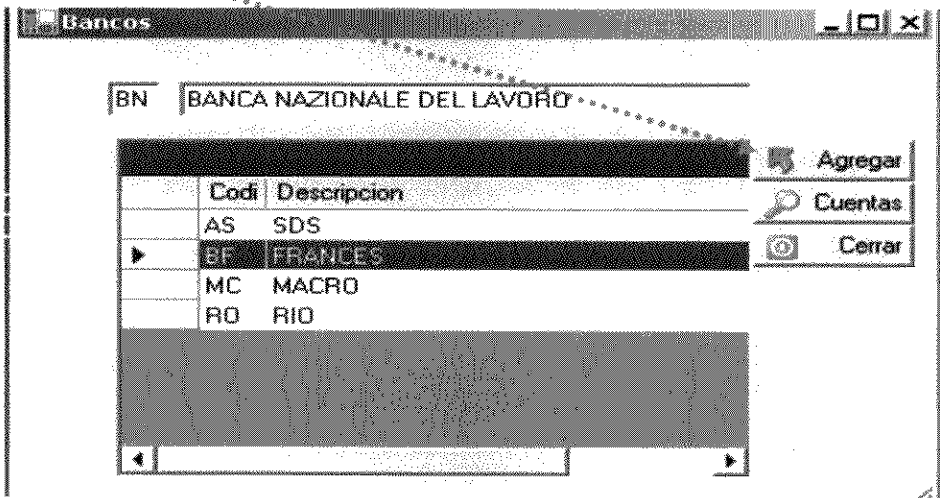 Bancos
BN BANCA NAZIONALE DEL LAVORO
Agregar
Codi Descripcion
Cuentas
AS SDS
BF FRANCES
Cerrar
MC MACRO
RO RIO